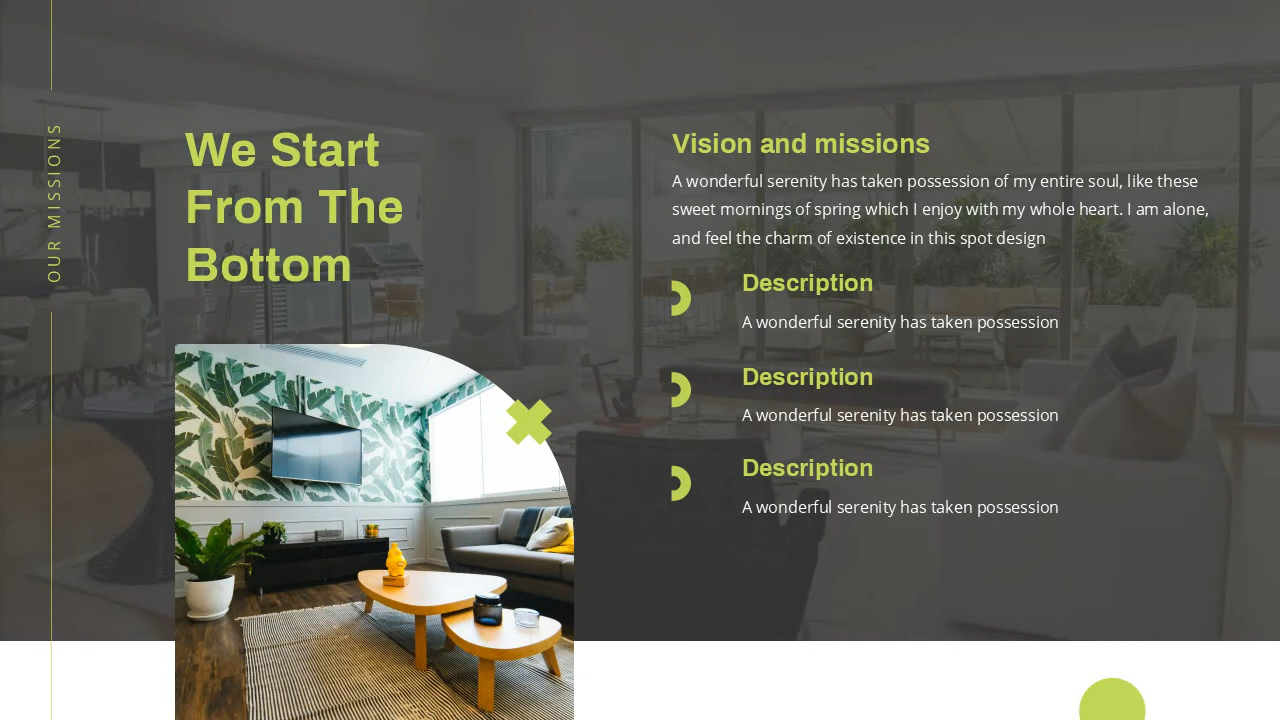 OUR MISSIONS
We Start
From The
Bottom
Vision and missions
A wonderful serenity has taken possession of my entire soul, like these
sweet mornings of spring which I enjoy with my whole heart. I am alone,
and feel the charm of existence in this spot design
Description
A wonderful serenity has taken possession
Description
A wonderful serenity has taken possession
Description
A wonderful serenity has taken possession